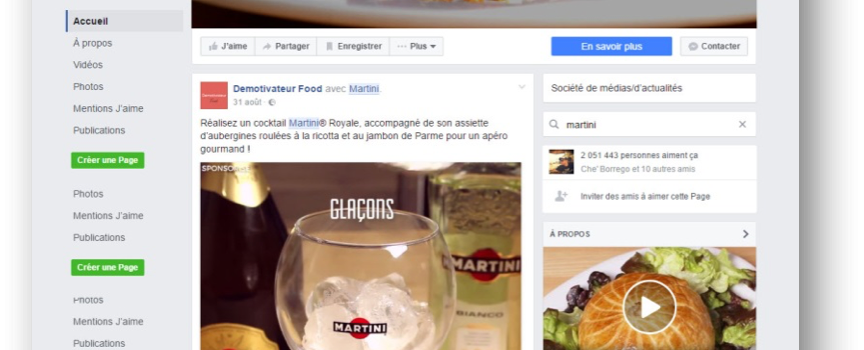 Accueil
À propos
Vidéos
Photos
Mentions J'aime
Publications
Créer une Page
Photos
Mentions J'aime
Publications
Créer une Page
Photos
Mentions J'aime
Publications
J'aime
Partager
Enregistrer
··· Plus
En savoir plus
Contacter
Demotivateur Food avec Martini.
31 août ·
Réalisez un cocktail Martini® Royale, accompagné de son assiette
d'aubergines roulées à la ricotta et au jambon de Parme pour un apéro
gourmand !
SPONSO
GLAÇONS
MARTINI
BIANCO
MARTINI
Société de médias/d'actualités
martini
2 051 443 personnes aiment ça
Che' Borrego et 10 autres amis
Inviter des amis à aimer cette Page
À PROPOS